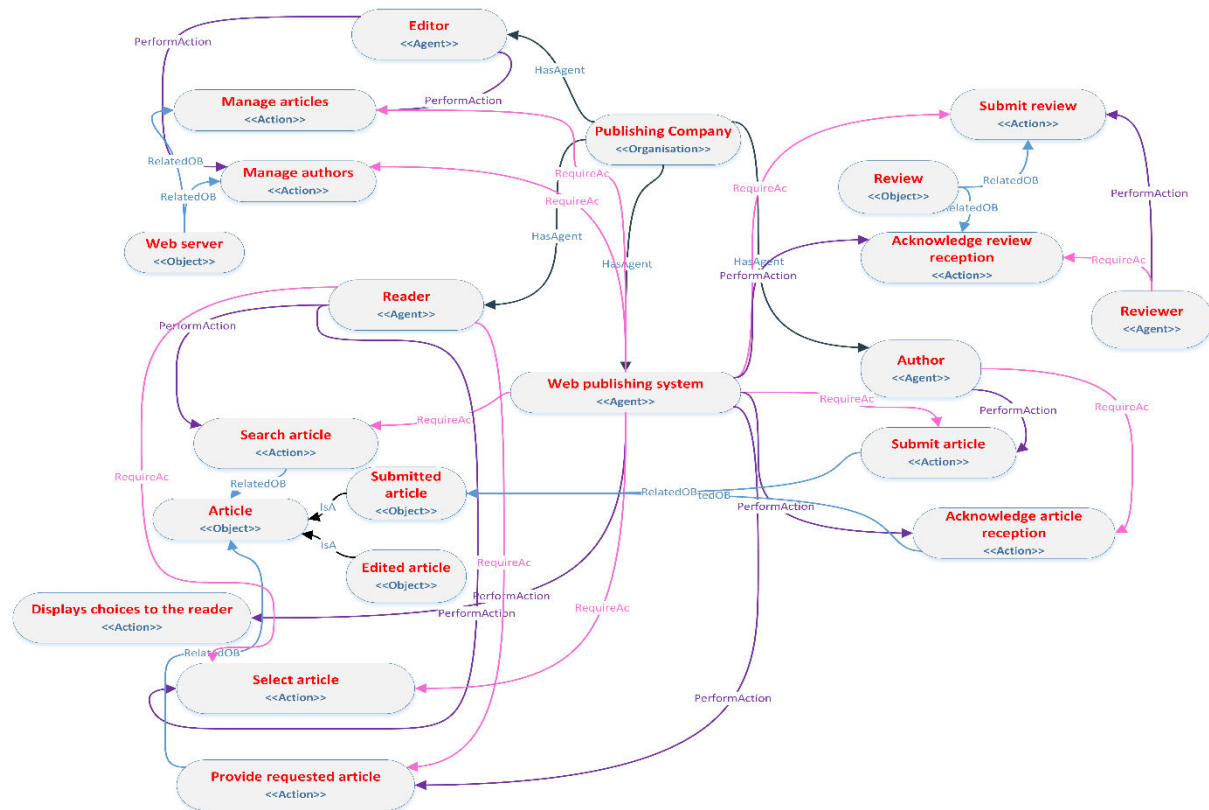 Editor
<<Agent>>
PerformAction
HasAgent
Manage articles
<<Action>>
PerformAction
Submit review
<<Action>>
Publishing Company
<<Organisation>>
RelatedOB
Manage authors
<<Action>>
RequireAc
RelatedOB
RequireAc
RequireAc
RelatedOB
Review
<<Object>>
PerformAction
Web server
<<Object>>
HasAgent
HasAgent
HasAgent
PerformAction
Acknowledge review
reception
<<Action>>
RequireAc
Reader
<<Agent>>
PerformAction
Reviewer
<<Agent>>
Author
<<Agent>>
Web publishing system
<<Agent>>
RequireAc
PerformAction
RequireAc
RequireAc
Search article
<<Action>>
Submit article
<<Action>>
RequireAc
RelatedOB
Submitted
article
<<Object>>
RelatedOB
IsA
Article
<<Object>>
PerformAction
Acknowledge article
reception
<<Action>>
IsA
Edited article
<<Object>>
RequireAc
PerformAction
PerformAction
RequireAc
Displays choices to the reader
<<Action>>
RelatedOB
Select article
<<Action>>
PerformAction
Provide requested article
<<Action>>